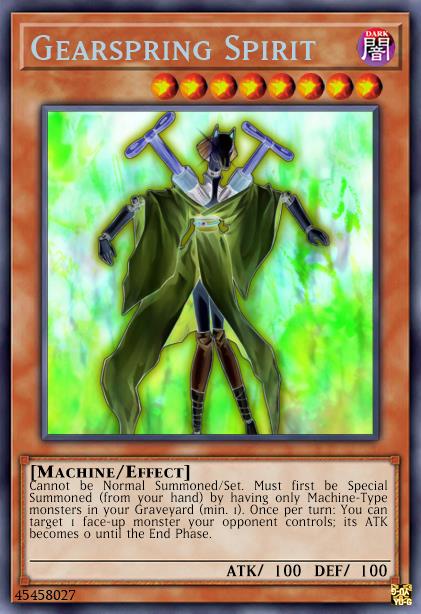 Gearspring Spirit
DARK
闇
[Machine/Effect]
Cannot be Normal Summoned/Set. Must first be Special
Summoned (from your hand) by having only Machine-Type
monsters in your Graveyard (min. 1). Once per turn: You can
target 1 face-up monster your opponent controls; its ATK
becomes 0 until the End Phase.
ATK/ 100 DEF/ 100
45458027